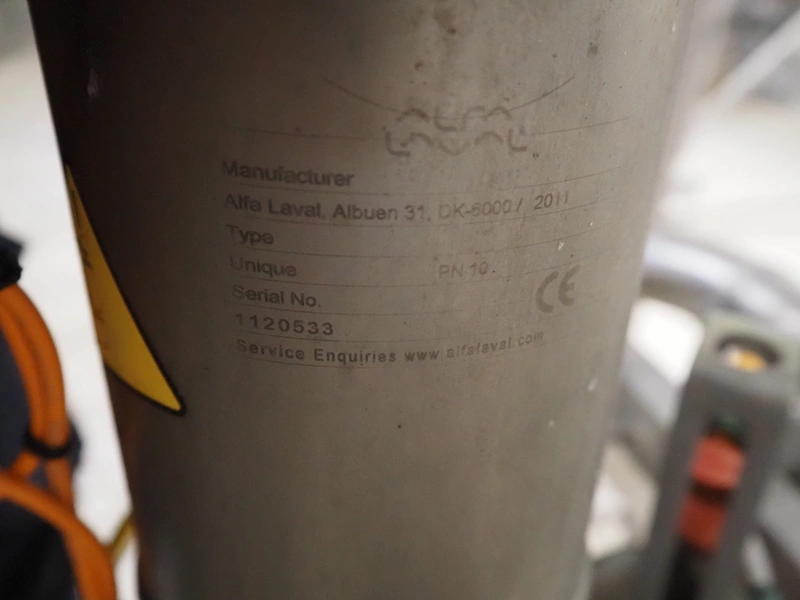 ALFA
LAVAL
Manufacturer
Alfa Laval, Albuen 31, DK-6000 / 2011
Type
Unique PN 10.
Serial No.
CE
1120533
Service Enquiries www.alfalaval.com